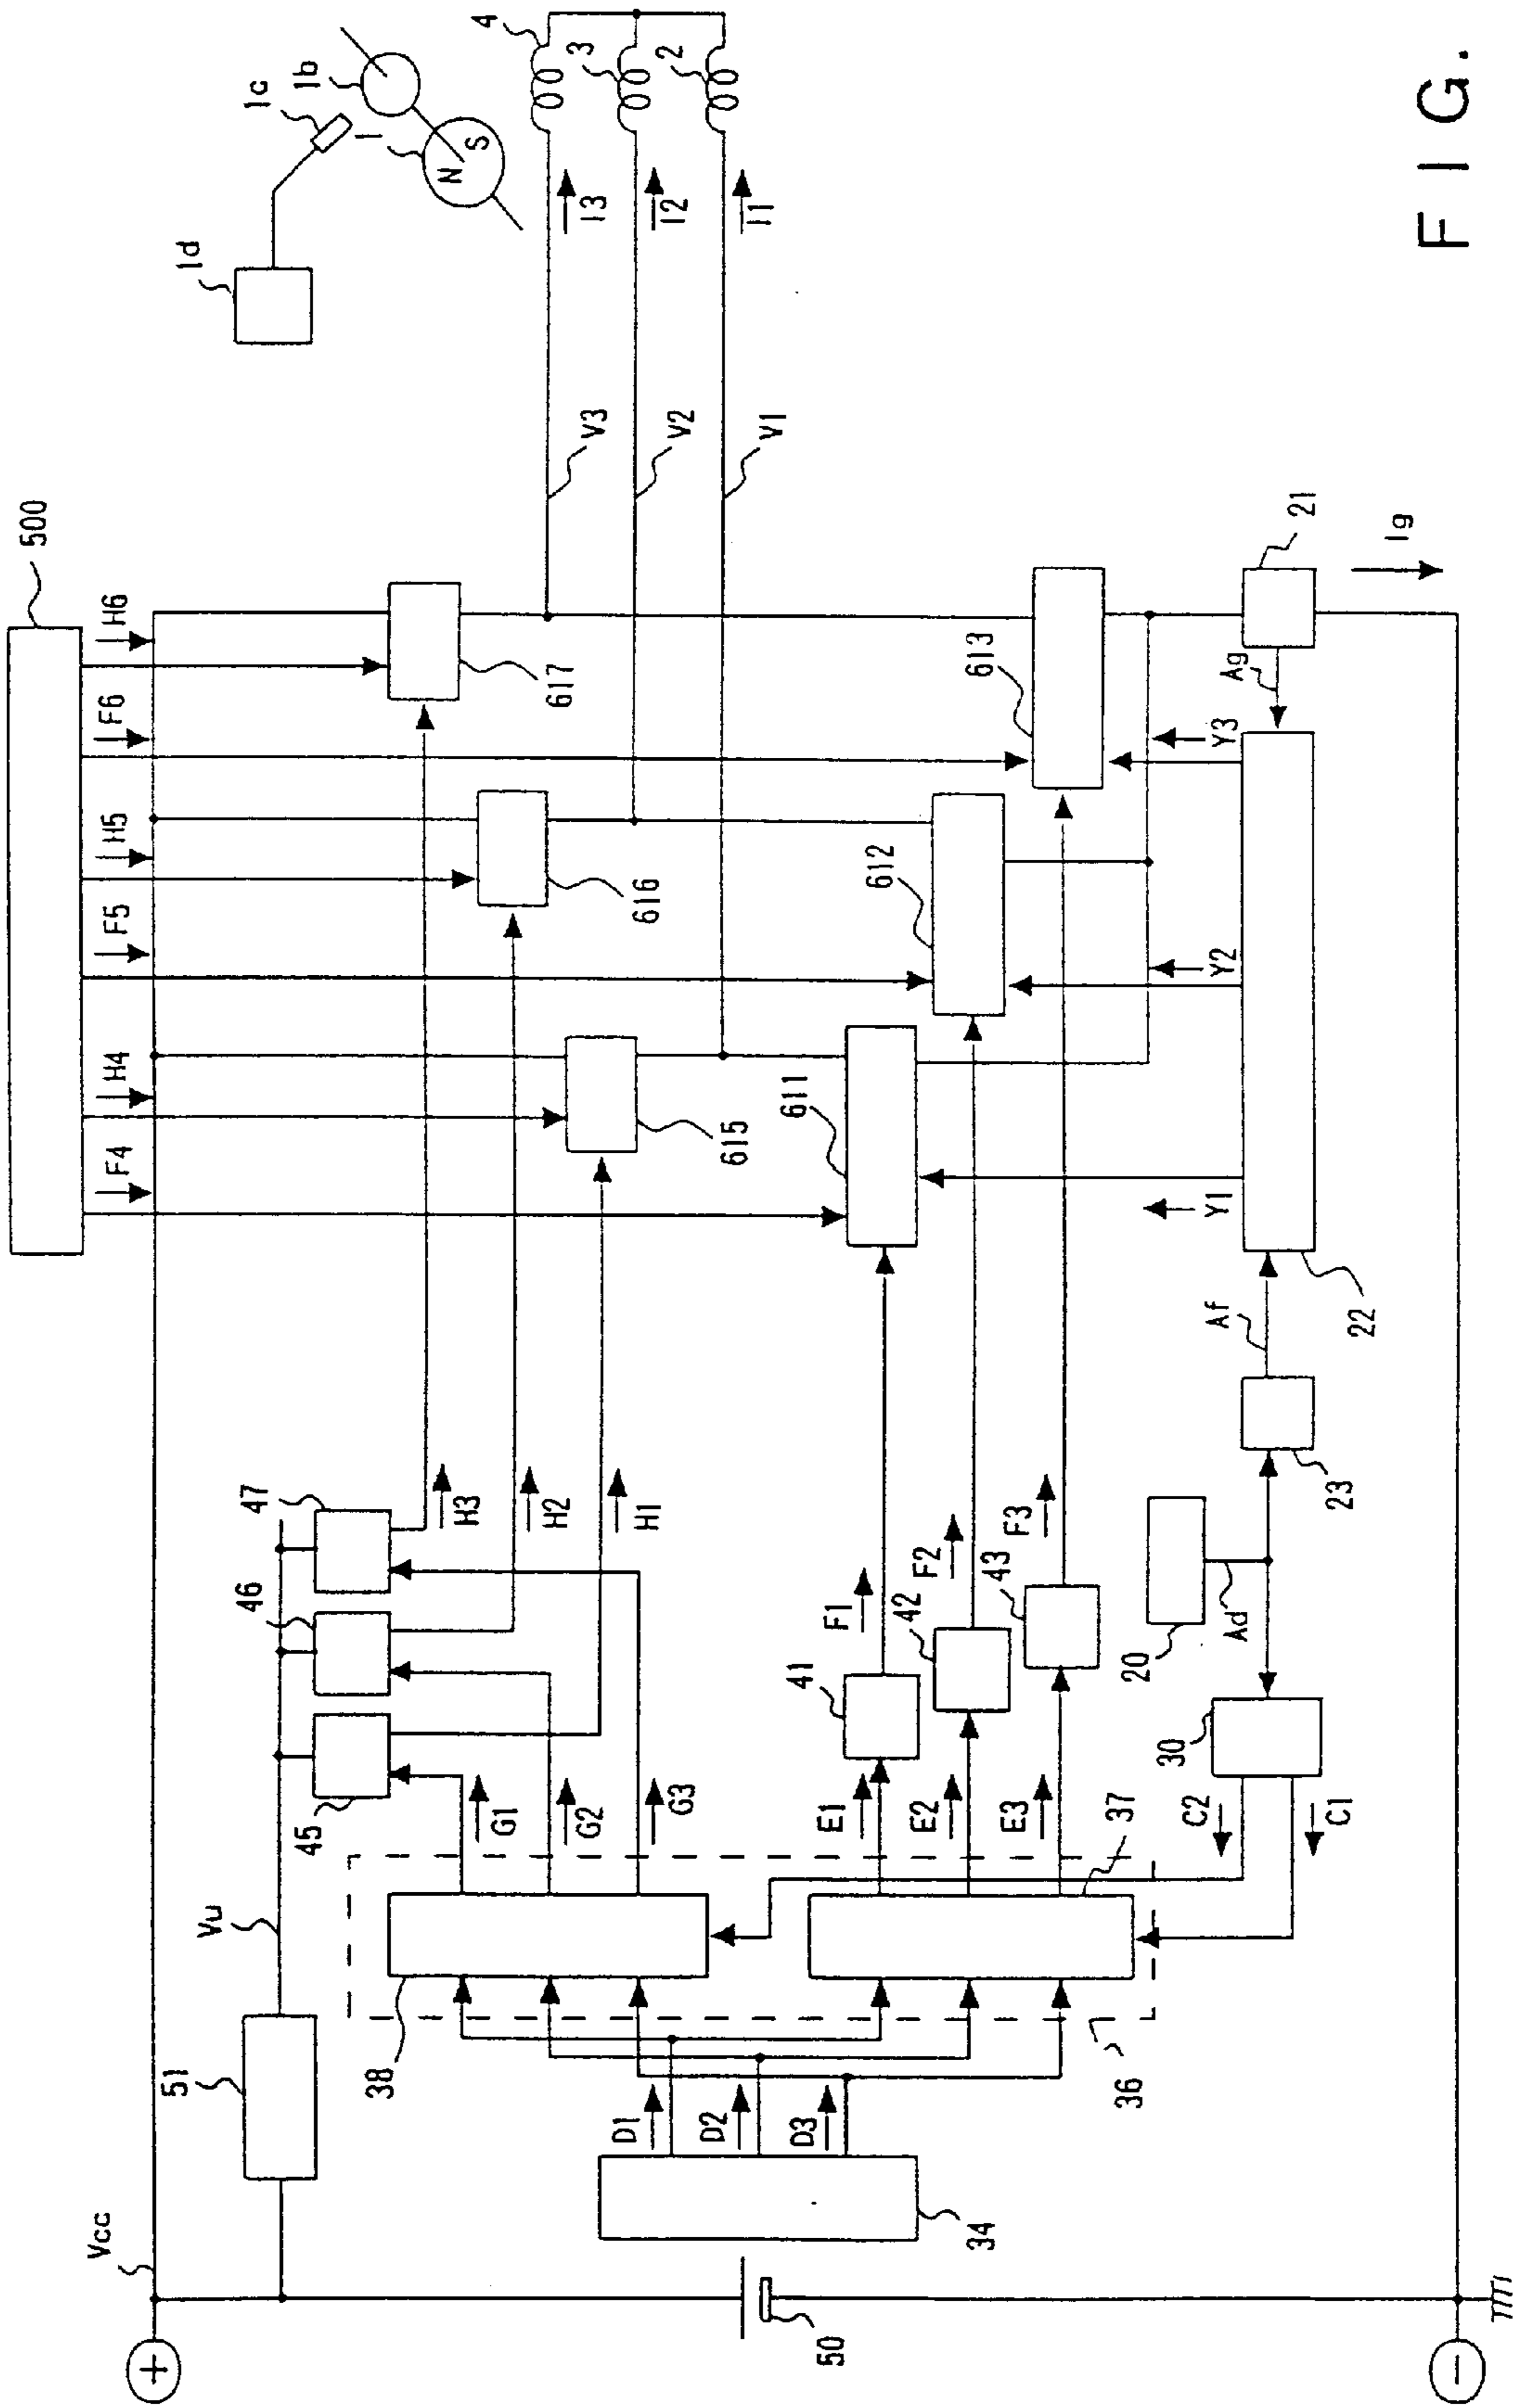 500
F4
H4
F5
H5
F6
H6
Vcc
+
51
Vu
45
46
47
H3
H2
H1
G1
G2
G3
38
D1
D2
D3
34
36
37
E1
E2
E3
41
42
43
F1
F2
F3
615
616
617
611
612
613
V3
V2
V1
1d
1c
1b
1
N
S
4
3
2
I3
I2
I1
20
Ad
30
C2
C1
23
Af
22
Y1
Y2
Y3
Ag
21
Ig
50
−
FIG.